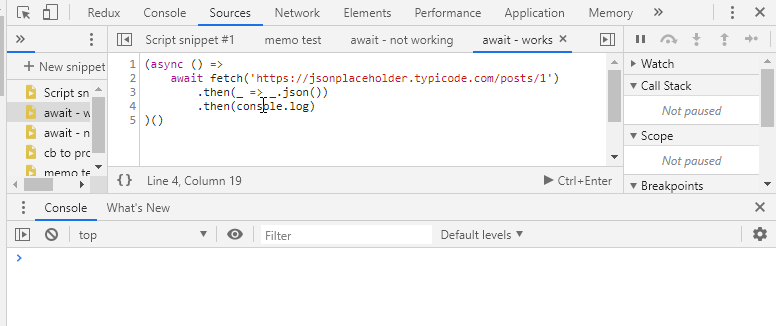 Redux Console Sources Network Elements Performance Application Memory »
» Script snippet #1 memo test await - not working await - works ×
+ New snippet
Script sn
await - w
await - n
cb to pro
memo te
1 (async () =>
2 await fetch('https://jsonplaceholder.typicode.com/posts/1')
3 .then(_ => _.json())
4 .then(console.log)
5 )()
{} Line 4, Column 19 Ctrl+Enter
Watch
Call Stack
Not paused
Scope
Not paused
Breakpoints
Console What's New
top Filter Default levels